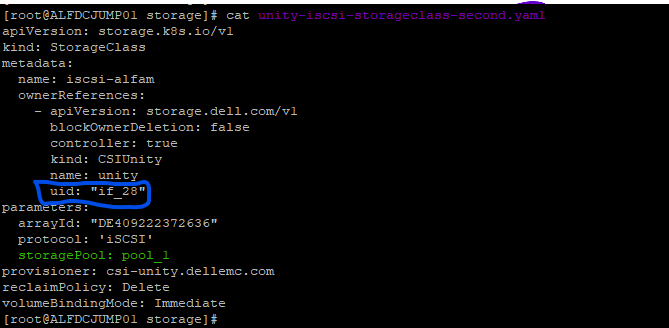 [root@ALFDCJUMP01 storage]# cat unity-iscsi-storageclass-second.yaml
apiVersion: storage.k8s.io/v1
kind: StorageClass
metadata:
  name: iscsi-alfam
  ownerReferences:
    - apiVersion: storage.dell.com/v1
      blockOwnerDeletion: false
      controller: true
      kind: CSIUnity
      name: unity
      uid: "if_28"
parameters:
  arrayId: "DE409222372636"
  protocol: 'iSCSI'
  storagePool: pool_1
provisioner: csi-unity.dellemc.com
reclaimPolicy: Delete
volumeBindingMode: Immediate
[root@ALFDCJUMP01 storage]#